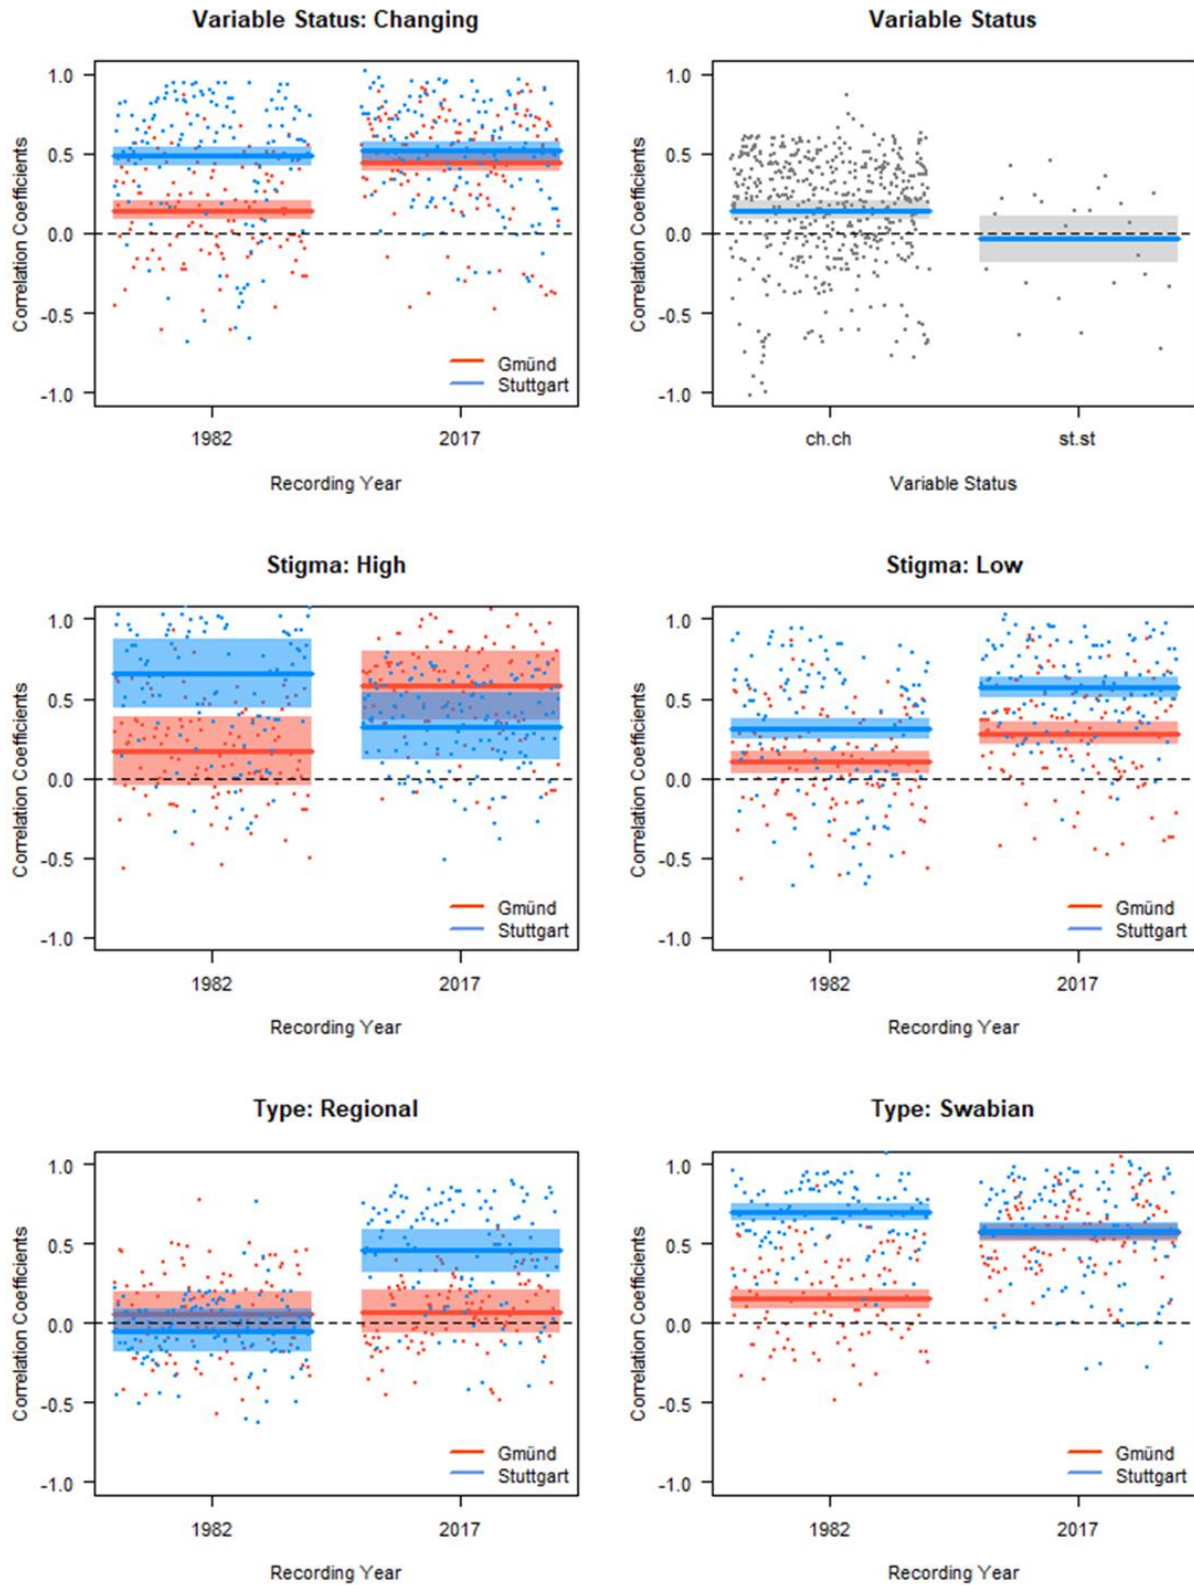 Variable Status: Changing
Correlation Coefficients
1.0
0.5
0.0
-0.5
-1.0
Gmünd
Stuttgart
1982
2017
Recording Year
Variable Status
Correlation Coefficients
1.0
0.5
0.0
-0.5
-1.0
ch.ch
st.st
Variable Status
Stigma: High
Correlation Coefficients
1.0
0.5
0.0
-0.5
-1.0
Gmünd
Stuttgart
1982
2017
Recording Year
Stigma: Low
Correlation Coefficients
1.0
0.5
0.0
-0.5
-1.0
Gmünd
Stuttgart
1982
2017
Recording Year
Type: Regional
Correlation Coefficients
1.0
0.5
0.0
-0.5
-1.0
Gmünd
Stuttgart
1982
2017
Recording Year
Type: Swabian
Correlation Coefficients
1.0
0.5
0.0
-0.5
-1.0
Gmünd
Stuttgart
1982
2017
Recording Year